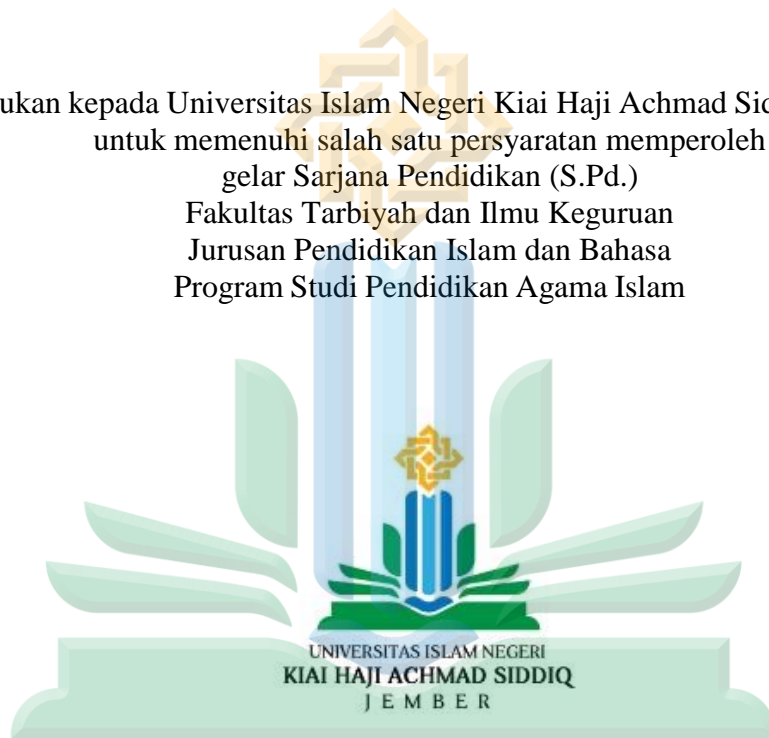 ukan kepada Universitas Islam Negeri Kiai Haji Achmad Sid
untuk memenuhi salah satu persyaratan memperoleh
gelar Sarjana Pendidikan (S.Pd.)
Fakultas Tarbiyah dan Ilmu Keguruan
Jurusan Pendidikan Islam dan Bahasa
Program Studi Pendidikan Agama Islam
UNIVERSITAS ISLAM NEGERI
KIAI HAJI ACHMAD SIDDIQ
JEMBER